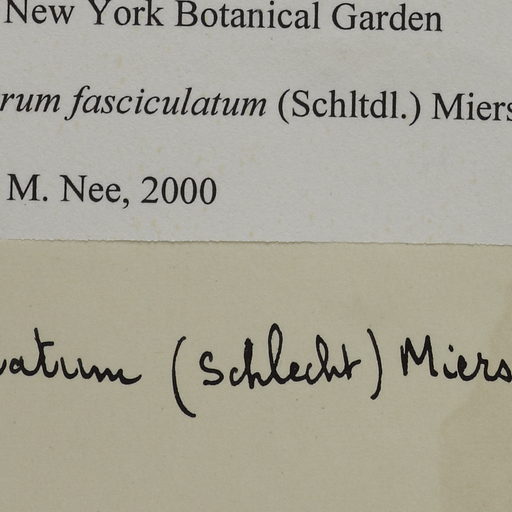 New York Botanical Garden
rum fasciculatum (Schltdl.) Miers
M. Nee, 2000
atum (Schlecht) Miers